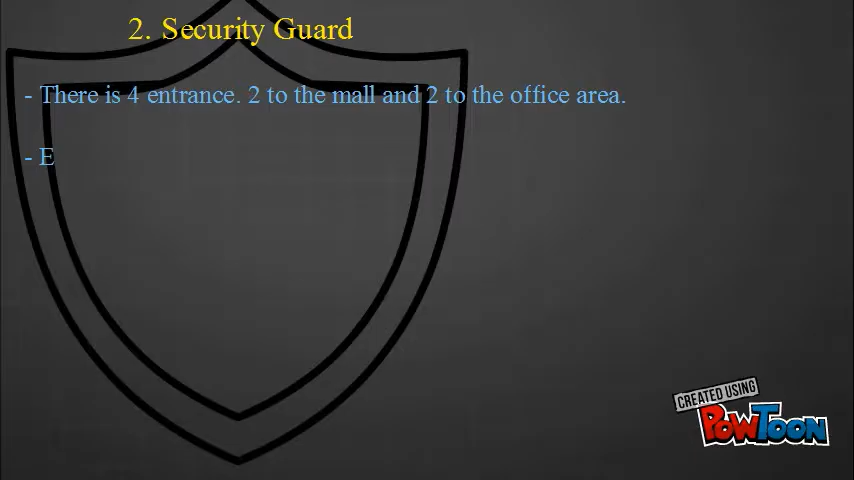 2. Security Guard
- There is 4 entrance. 2 to the mall and 2 to the office area.
- E
CREATED USING
POWTOON